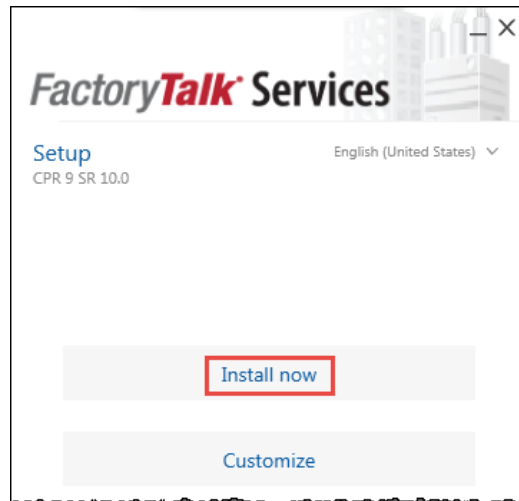 FactoryTalk Services
Setup
English (United States)
CPR 9 SR 10.0
Install now
Customize